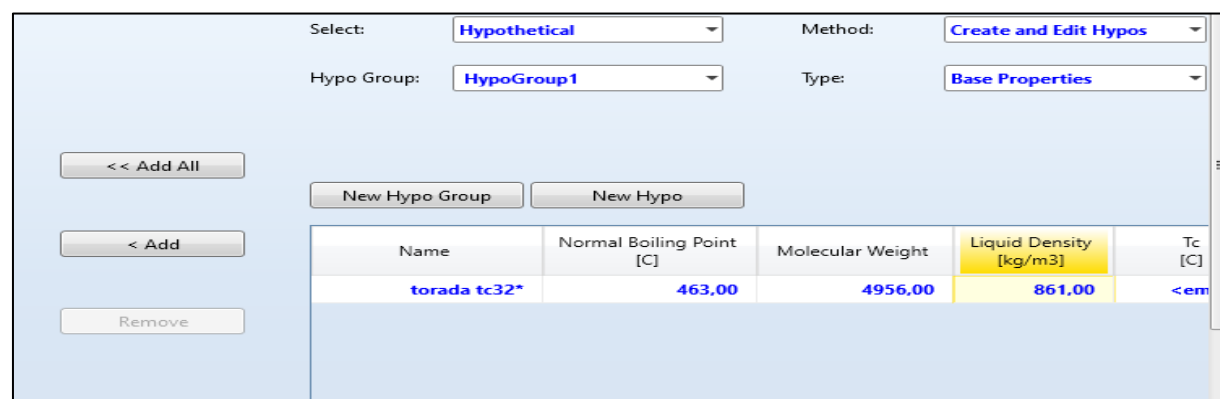 Select: Hypothetical Method: Create and Edit Hypos
Hypo Group: HypoGroup1 Type: Base Properties
<< Add All
New Hypo Group New Hypo
< Add
Name Normal Boiling Point [C] Molecular Weight Liquid Density [kg/m3] Tc [C]
torada tc32* 463,00 4956,00 861,00 <em
Remove